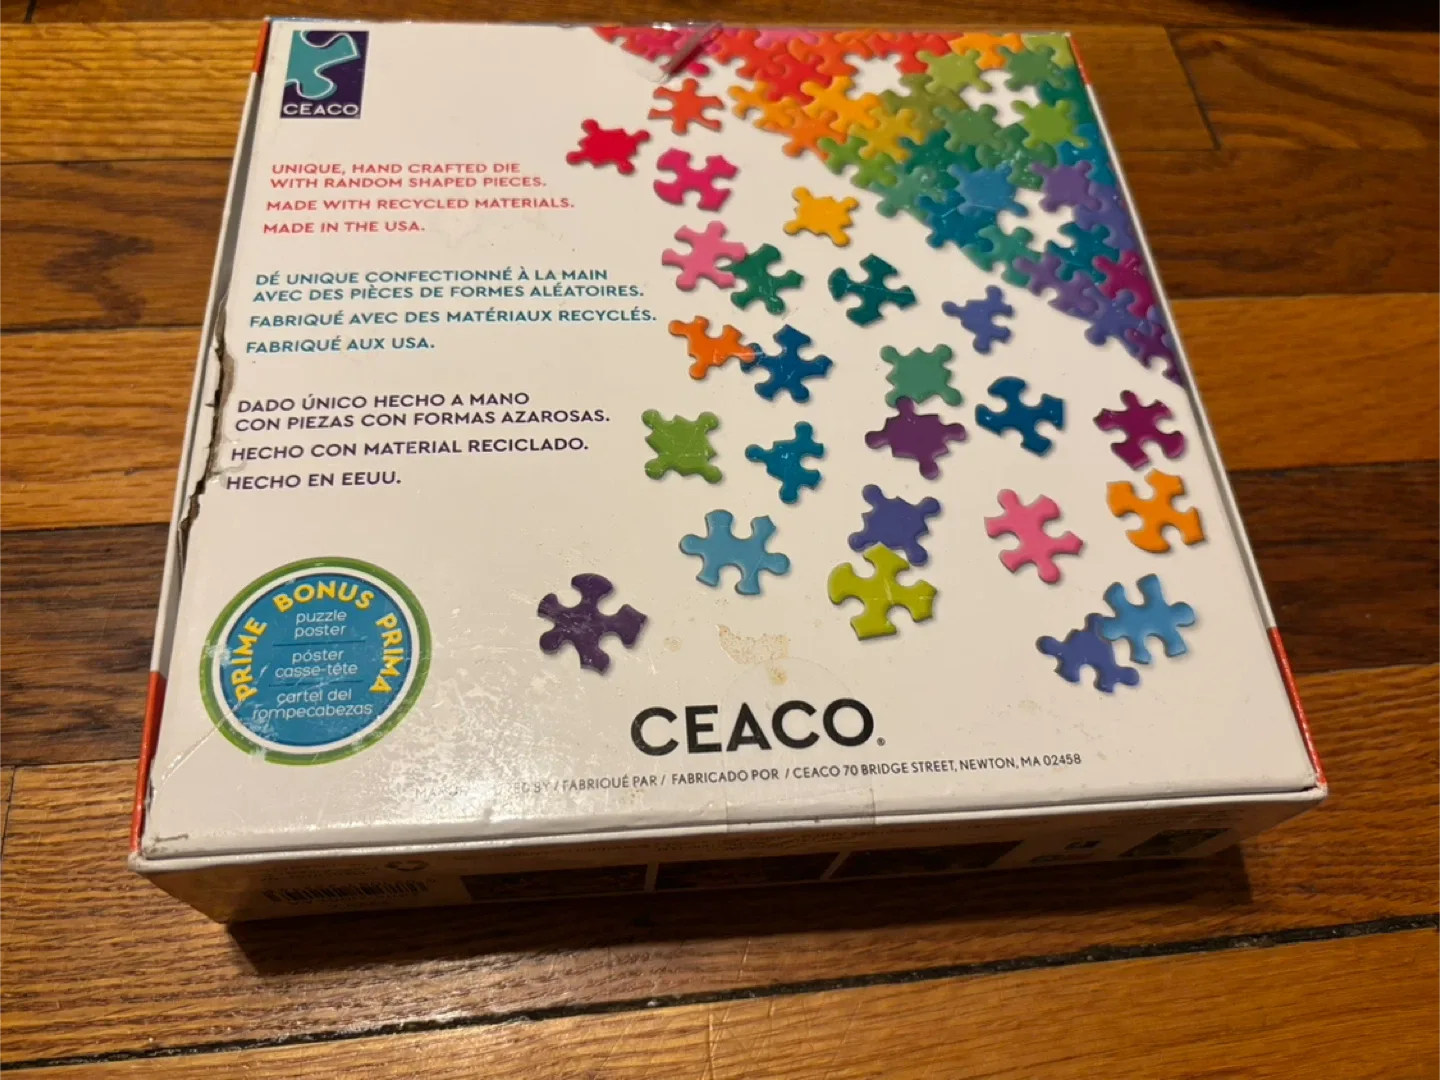 CEACO
UNIQUE, HAND CRAFTED DIE
WITH RANDOM SHAPED PIECES.
MADE WITH RECYCLED MATERIALS.
MADE IN THE USA.
DÉ UNIQUE CONFECTIONNÉ À LA MAIN
AVEC DES PIÈCES DE FORMES ALÉATOIRES.
FABRIQUÉ AVEC DES MATÉRIAUX RECYCLÉS.
FABRIQUÉ AUX USA.
DADO ÚNICO HECHO A MANO
CON PIEZAS CON FORMAS AZAROSAS.
HECHO CON MATERIAL RECICLADO.
HECHO EN EEUU.
PRIME BONUS PRIMA
puzzle
poster
póster
casse-tête
cartel del
rompecabezas
CEACO®
BY / FABRIQUÉ PAR / FABRICADO POR / CEACO 70 BRIDGE STREET, NEWTON, MA 02458